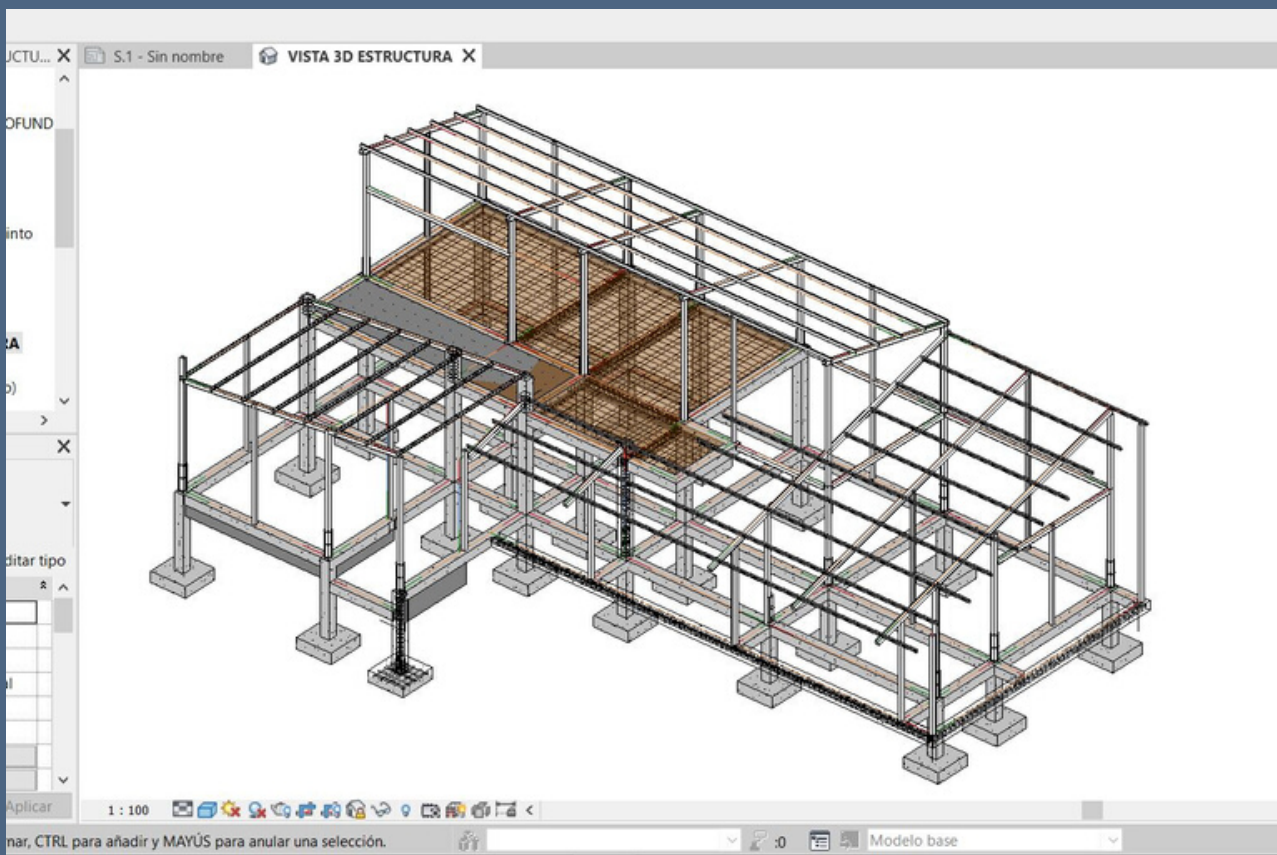 JCTU...
S.1 - Sin nombre
VISTA 3D ESTRUCTURA
OFUND
into
RA
o)
ditar tipo
al
Aplicar
1 : 100
nar, CTRL para añadir y MAYÚS para anular una selección.
:0
Modelo base